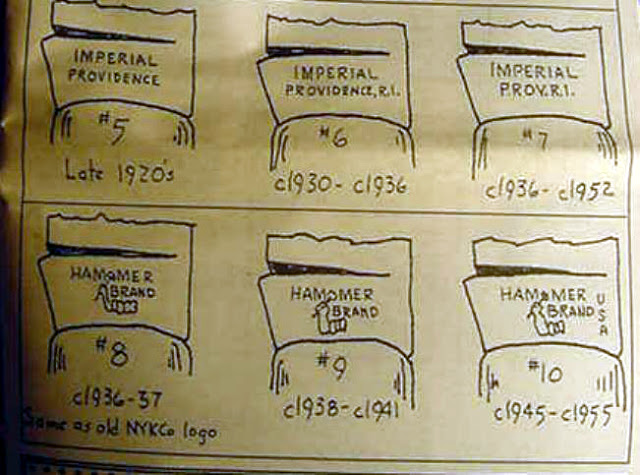 IMPERIAL
PROVIDENCE
#5
Late 1920's
IMPERIAL
PROVIDENCE, R.I.
#6
c1930 - c1936
IMPERIAL
PROV.R.I.
#7
c1936 - c1952
HAMMER
BRAND
#8
c1936-37
Same as old NYKCo logo
HAMMER
BRAND
#9
c1938-c1941
HAMMER
BRAND
USA
#10
c1945-c1955